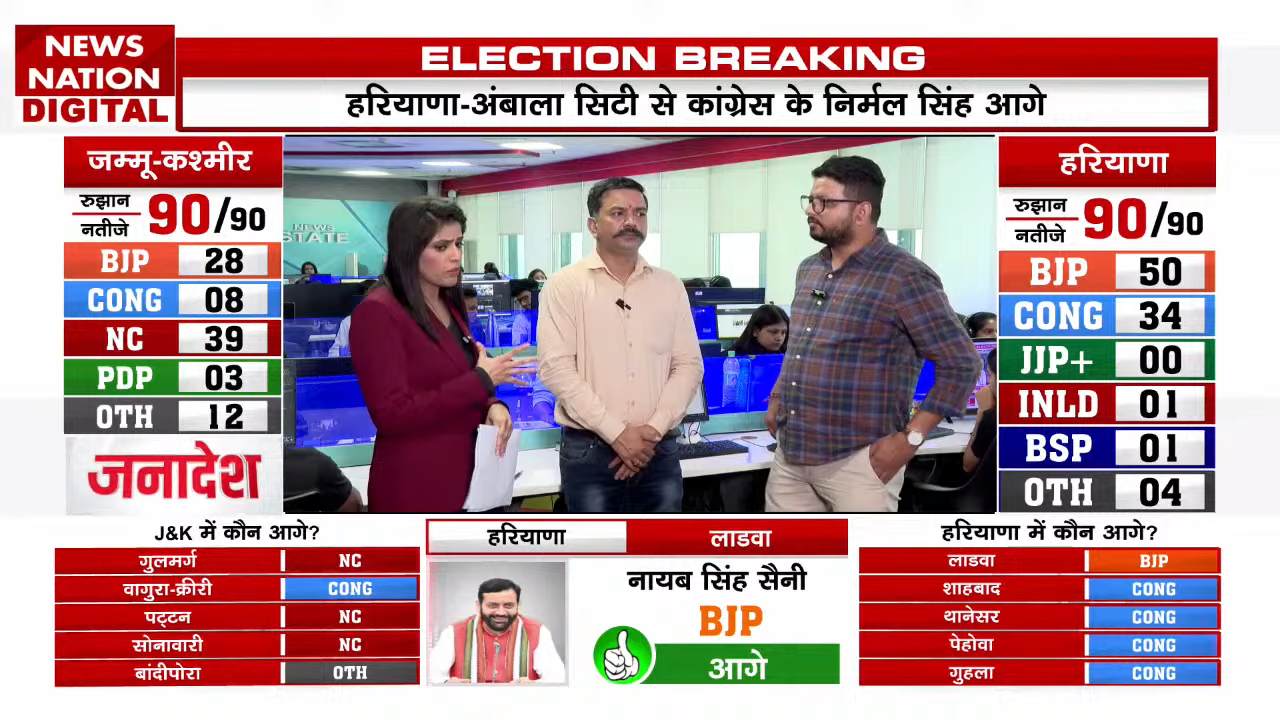 NEWS
NATION
DIGITAL
ELECTION BREAKING
हरियाणा-अंबाला सिटी से कांग्रेस के निर्मल सिंह आगे
जम्मू-कश्मीर
रुझान
नतीजे
90/90
BJP 28
CONG 08
NC 39
PDP 03
OTH 12
जनादेश
NEWS
STATE
हरियाणा
रुझान
नतीजे
90/90
BJP 50
CONG 34
JJP+ 00
INLD 01
BSP 01
OTH 04
J&K में कौन आगे?
गुलमर्ग NC
वागुरा-क्रीरी CONG
पट्टन NC
सोनावारी NC
बांदीपोरा OTH
हरियाणा लाडवा
नायब सिंह सैनी
BJP
आगे
हरियाणा में कौन आगे?
लाडवा BJP
शाहबाद CONG
थानेसर CONG
पेहोवा CONG
गुहला CONG